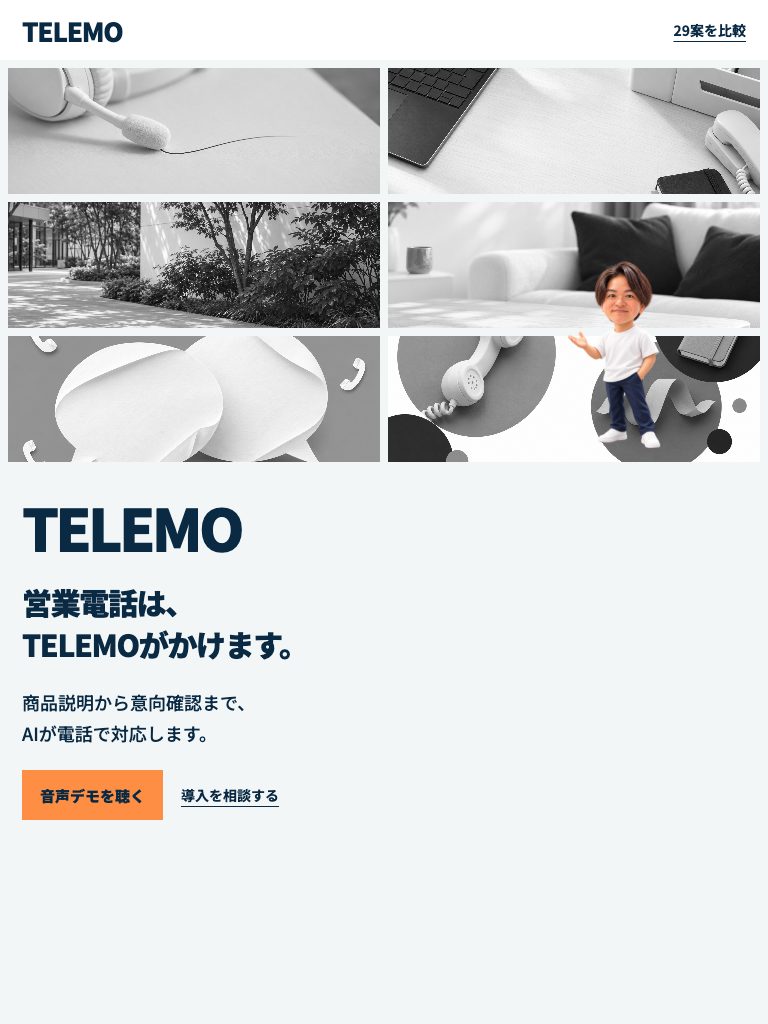 TELEMO
29案を比較
TELEMO
営業電話は、
TELEMOがかけます。
商品説明から意向確認まで、
AIが電話で対応します。
音声デモを聴く
導入を相談する